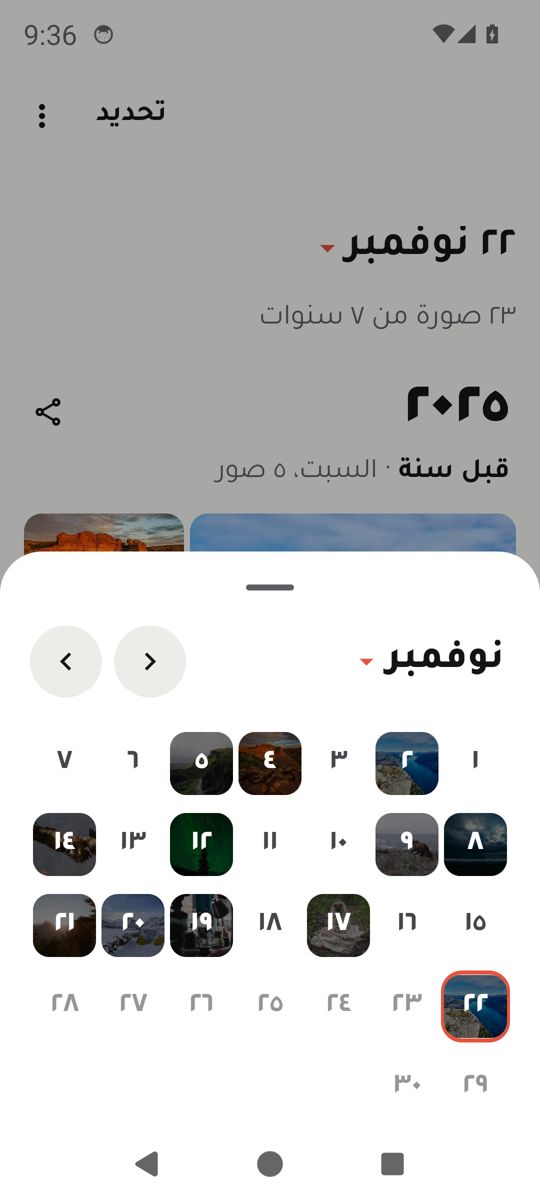 9:36
تحديد
٢٢ نوفمبر
٢٣ صورة من ٧ سنوات
٢٠٢٥
قبل سنة · السبت، ٥ صور
نوفمبر
١ ٢ ٣ ٤ ٥ ٦ ٧
٨ ٩ ١٠ ١١ ١٢ ١٣ ١٤
١٥ ١٦ ١٧ ١٨ ١٩ ٢٠ ٢١
٢٢ ٢٣ ٢٤ ٢٥ ٢٦ ٢٧ ٢٨
٢٩ ٣٠